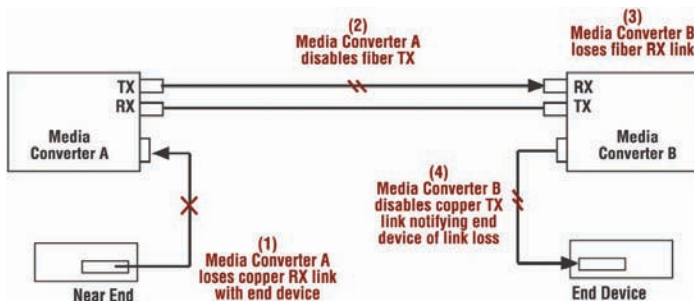 (2)
Media Converter A
disables fiber TX
(3)
Media Converter B
loses fiber RX link
TX
RX
Media
Converter A
RX
TX
Media
Converter B
(4)
Media Converter B
disables copper TX
link notifying end
device of link loss
(1)
Media Converter A
loses copper RX link
with end device
Near End
End Device